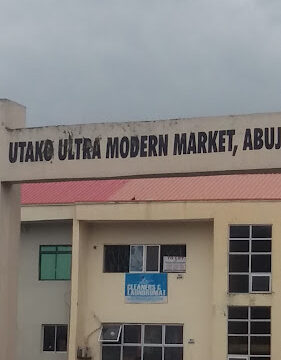 UTAKO ULTRA MODERN MARKET, ABUJ
CLEANERS &
LAUNDROMAT